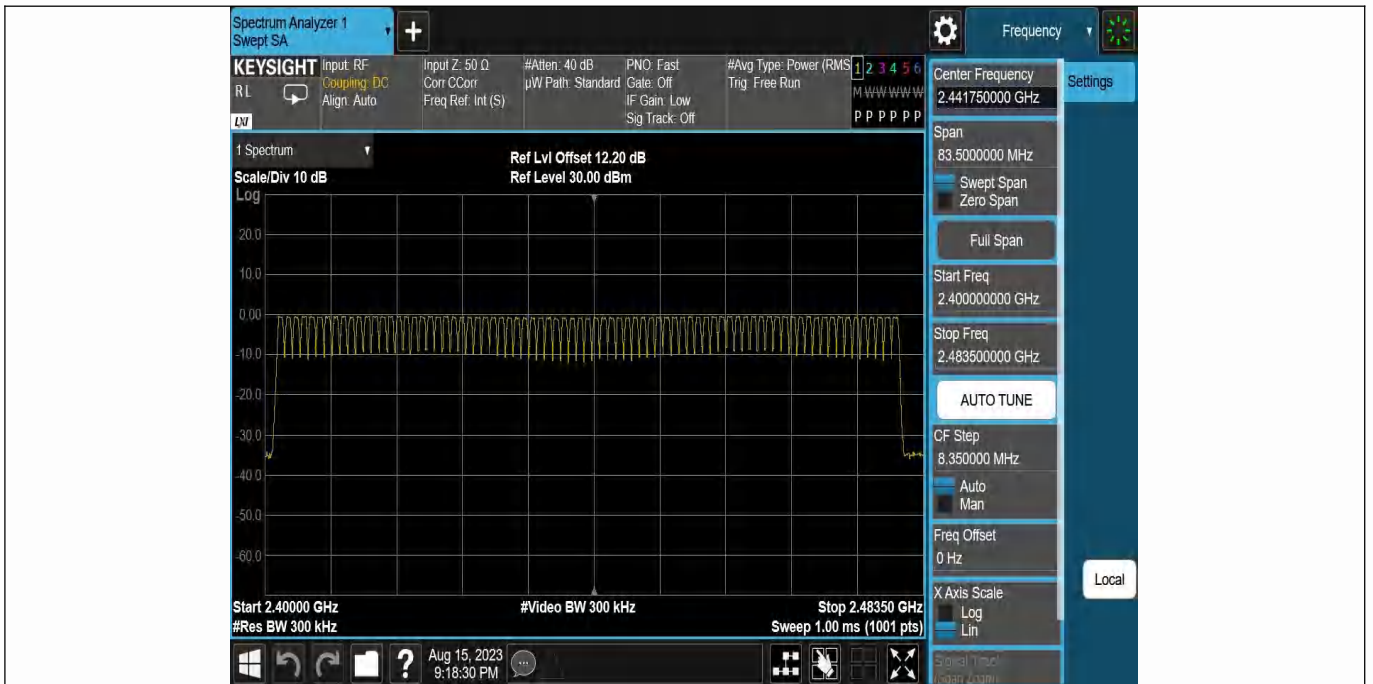 Spectrum Analyzer 1
Swept SA
Frequency
KEYSIGHT
RL
LXI
Input: RF
Coupling: DC
Align: Auto
Input Z: 50 Ω
Corr CCorr
Freq Ref: Int (S)
#Atten: 40 dB
µW Path: Standard
PNO: Fast
Gate: Off
IF Gain: Low
Sig Track: Off
#Avg Type: Power (RMS
Trig: Free Run
1 2 3 4 5 6
M W W W W W
P P P P P P
Center Frequency
2.441750000 GHz
Settings
1 Spectrum
Ref Lvl Offset 12.20 dB
Scale/Div 10 dB
Ref Level 30.00 dBm
Log
20.0
10.0
0.00
-10.0
-20.0
-30.0
-40.0
-50.0
-60.0
Span
83.5000000 MHz
Swept Span
Zero Span
Full Span
Start Freq
2.400000000 GHz
Stop Freq
2.483500000 GHz
AUTO TUNE
CF Step
8.350000 MHz
Auto
Man
Freq Offset
0 Hz
Local
X Axis Scale
Log
Lin
Signal Track
(Span Zoom)
Start 2.40000 GHz
#Video BW 300 kHz
Stop 2.48350 GHz
#Res BW 300 kHz
Sweep 1.00 ms (1001 pts)
?
Aug 15, 2023
9:18:30 PM